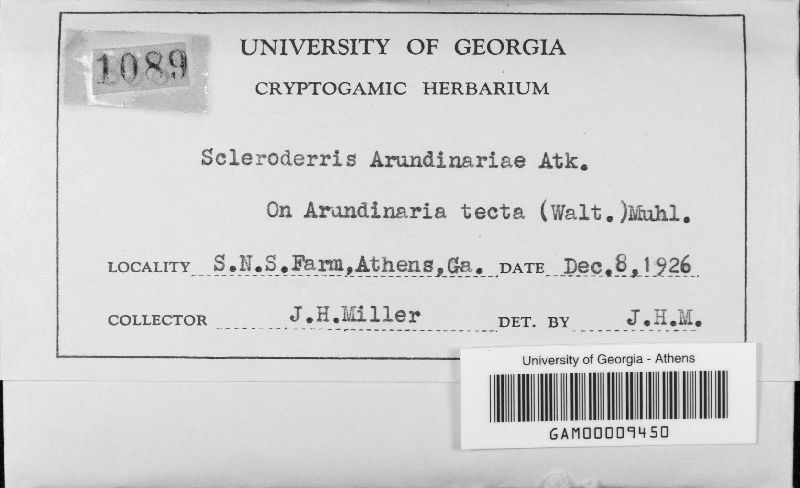 1089
UNIVERSITY OF GEORGIA
CRYPTOGAMIC HERBARIUM
Scleroderris Arundinariae Atk.
On Arundinaria tecta (Walt.)Muhl.
LOCALITY S.N.S.Farm,Athens,Ga. DATE Dec.8,1926
COLLECTOR J.H.Miller DET. BY J.H.M.
University of Georgia - Athens
GAM00009450